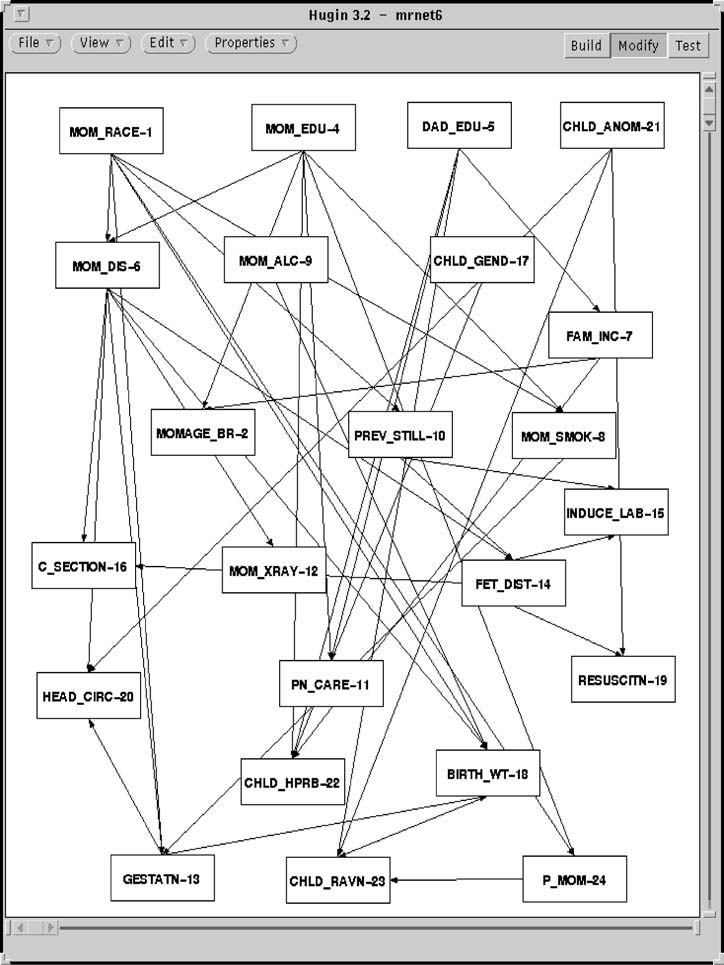 Hugin 3.2 – mrnet6
File View Edit Properties Build Modify Test
MOM_RACE–1 MOM_EDU–4 DAD_EDU–5 CHLD_ANOM–21
MOM_DIS–6 MOM_ALC–9 CHLD_GEND–17
FAM_INC–7
MOMAGE_BR–2 PREV_STILL–10 MOM_SMOK–8
INDUCE_LAB–15
C_SECTION–16 MOM_XRAY–12 FET_DIST–14
HEAD_CIRC–20 PN_CARE–11 RESUSCITN–19
CHLD_HPRB–22 BIRTH_WT–18
GESTATN–13 CHLD_RAVN–23 P_MOM–24